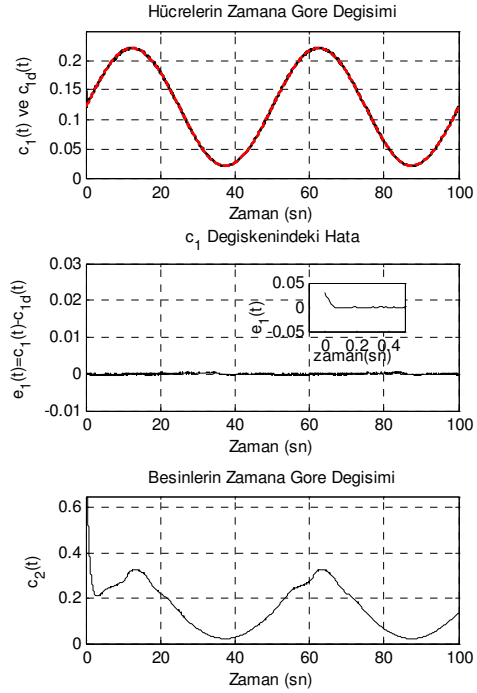 Hücrelerin Zamana Gore Degisimi
c1(t) ve c1d(t)
0.2
0.15
0.1
0.05
0
0 20 40 60 80 100
Zaman (sn)
c1 Degiskenindeki Hata
e1(t)=c1(t)-c1d(t)
0.03
0.02
0.01
0
-0.01
e1(t)
0.05
0
-0.05
0 0.2 0.4
zaman(sn)
0 20 40 60 80 100
Zaman (sn)
Besinlerin Zamana Gore Degisimi
c2(t)
0.6
0.4
0.2
0
0 20 40 60 80 100
Zaman (sn)